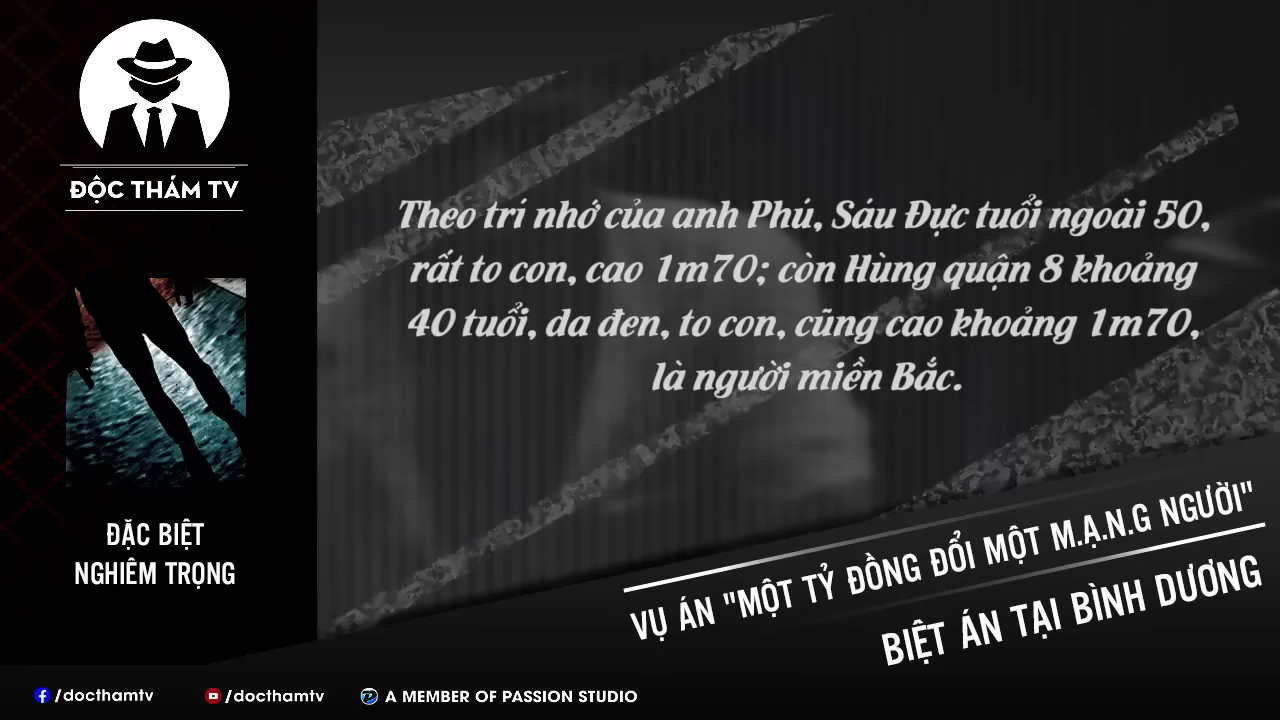 ĐỘC THÁM TV
ĐẶC BIỆT
NGHIÊM TRỌNG
Theo trí nhớ của anh Phú, Sáu Đực tuổi ngoài 50,
rất to con, cao 1m70; còn Hùng quận 8 khoảng
40 tuổi, da đen, to con, cũng cao khoảng 1m70,
là người miền Bắc.
VỤ ÁN "MỘT TỶ ĐỒNG ĐỔI MỘT M.Ạ.N.G NGƯỜI"
BIỆT ÁN TẠI BÌNH DƯƠNG
/docthamtv
/docthamtv
A MEMBER OF PASSION STUDIO